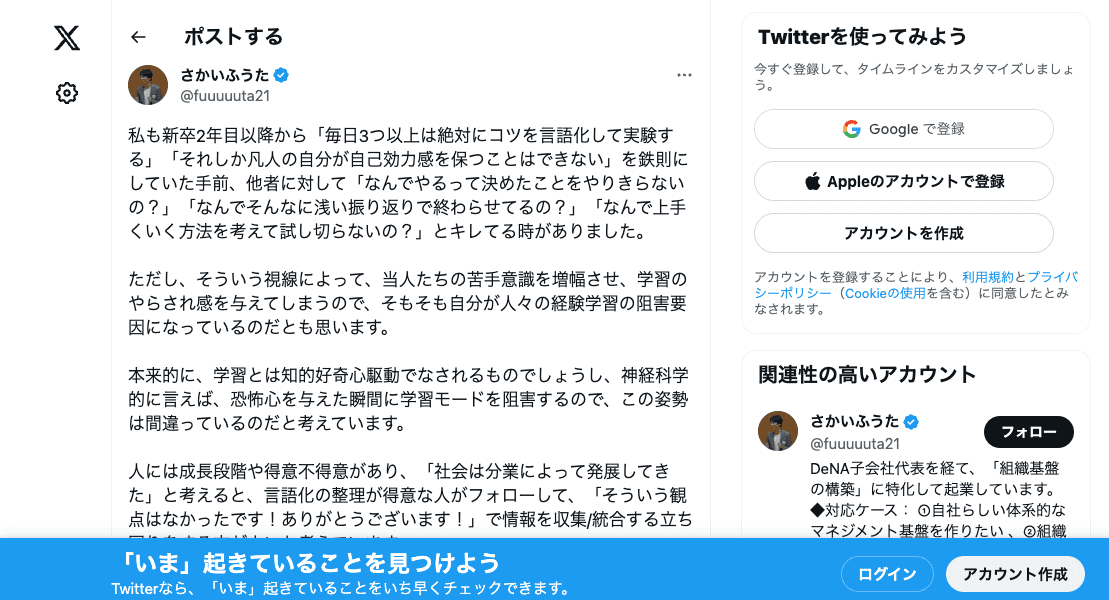 ポストする
さかいふうた
@fuuuuuta21
私も新卒2年目以降から「毎日3つ以上は絶対にコツを言語化して実験す
る」「それしか凡人の自分が自己効力感を保つことはできない」を鉄則に
していた手前、他者に対して「なんでやるって決めたことをやりきらない
の？」「なんでそんなに浅い振り返りで終わらせてるの？」「なんで上手
くいく方法を考えて試し切らないの？」とキレてる時がありました。
ただし、そういう視線によって、当人たちの苦手意識を増幅させ、学習の
やらされ感を与えてしまうので、そもそも自分が人々の経験学習の阻害要
因になっているのだとも思います。
本来的に、学習とは知的好奇心駆動でなされるものでしょうし、神経科学
的に言えば、恐怖心を与えた瞬間に学習モードを阻害するので、この姿勢
は間違っているのだと考えています。
人には成長段階や得意不得意があり、「社会は分業によって発展してき
た」と考えると、言語化の整理が得意な人がフォローして、「そういう観
点はなかったです！ありがとうございます！」で情報を収集/統合する立ち
Twitterを使ってみよう
今すぐ登録して、タイムラインをカスタマイズしましょ
う。
Google で登録
Appleのアカウントで登録
アカウントを作成
アカウントを登録することにより、利用規約とプライバ
シーポリシー（Cookieの使用を含む）に同意したとみ
なされます。
関連性の高いアカウント
さかいふうた
@fuuuuuta21
フォロー
DeNA子会社代表を経て、「組織基盤
の構築」に特化して起業しています。
◆対応ケース： ①自社らしい体系的な
マネジメント基盤を作りたい 、②組織
「いま」起きていることを見つけよう
Twitterなら、「いま」起きていることをいち早くチェックできます。
ログイン
アカウント作成